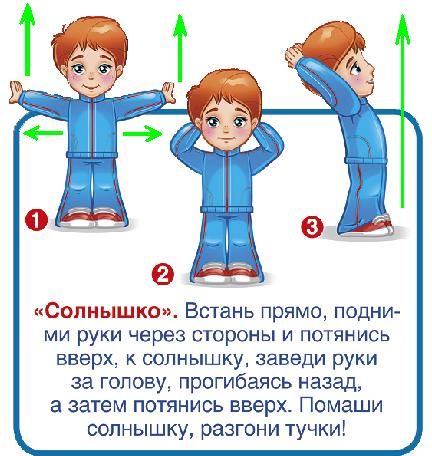 1
2
3
«Солнышко». Встань прямо, подни-
ми руки через стороны и потянись
вверх, к солнышку, заведи руки
за голову, прогибаясь назад,
а затем потянись вверх. Помаши
солнышку, разгони тучки!